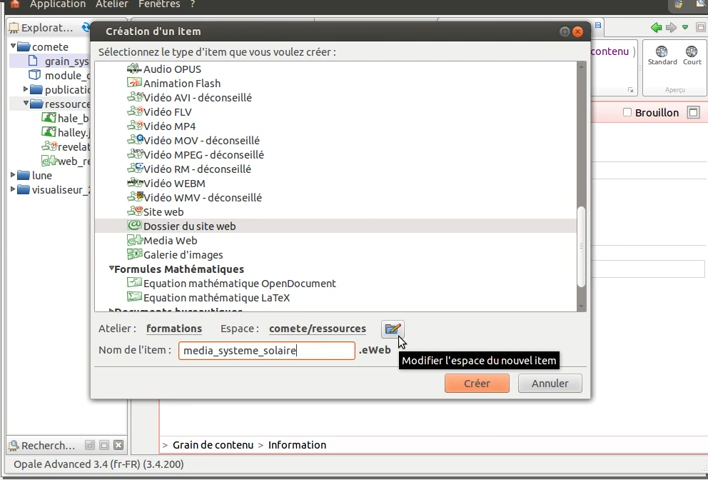 Application Atelier Fenêtres ?
Explorat...
Création d'un item
Sélectionnez le type d'item que vous voulez créer :
comete
grain_sys
module_
publicati
ressource
hale_b
halley.j
revelat
web_re
lune
visualiseur_
Audio OPUS
Animation Flash
Vidéo AVI - déconseillé
Vidéo FLV
Vidéo MP4
Vidéo MOV - déconseillé
Vidéo MPEG - déconseillé
Vidéo RM - déconseillé
Vidéo WEBM
Vidéo WMV - déconseillé
Site web
Dossier du site web
Media Web
Galerie d'images
Formules Mathématiques
Equation mathématique OpenDocument
Equation mathématique LaTeX
Documents bureautiques
contenu )
Standard Court
Aperçu
Brouillon
Atelier : formations Espace : comete/ressources
Nom de l'item : media_systeme_solaire .eWeb
Modifier l'espace du nouvel item
Créer Annuler
Recherch...
> Grain de contenu > Information
Opale Advanced 3.4 (fr-FR) (3.4.200)